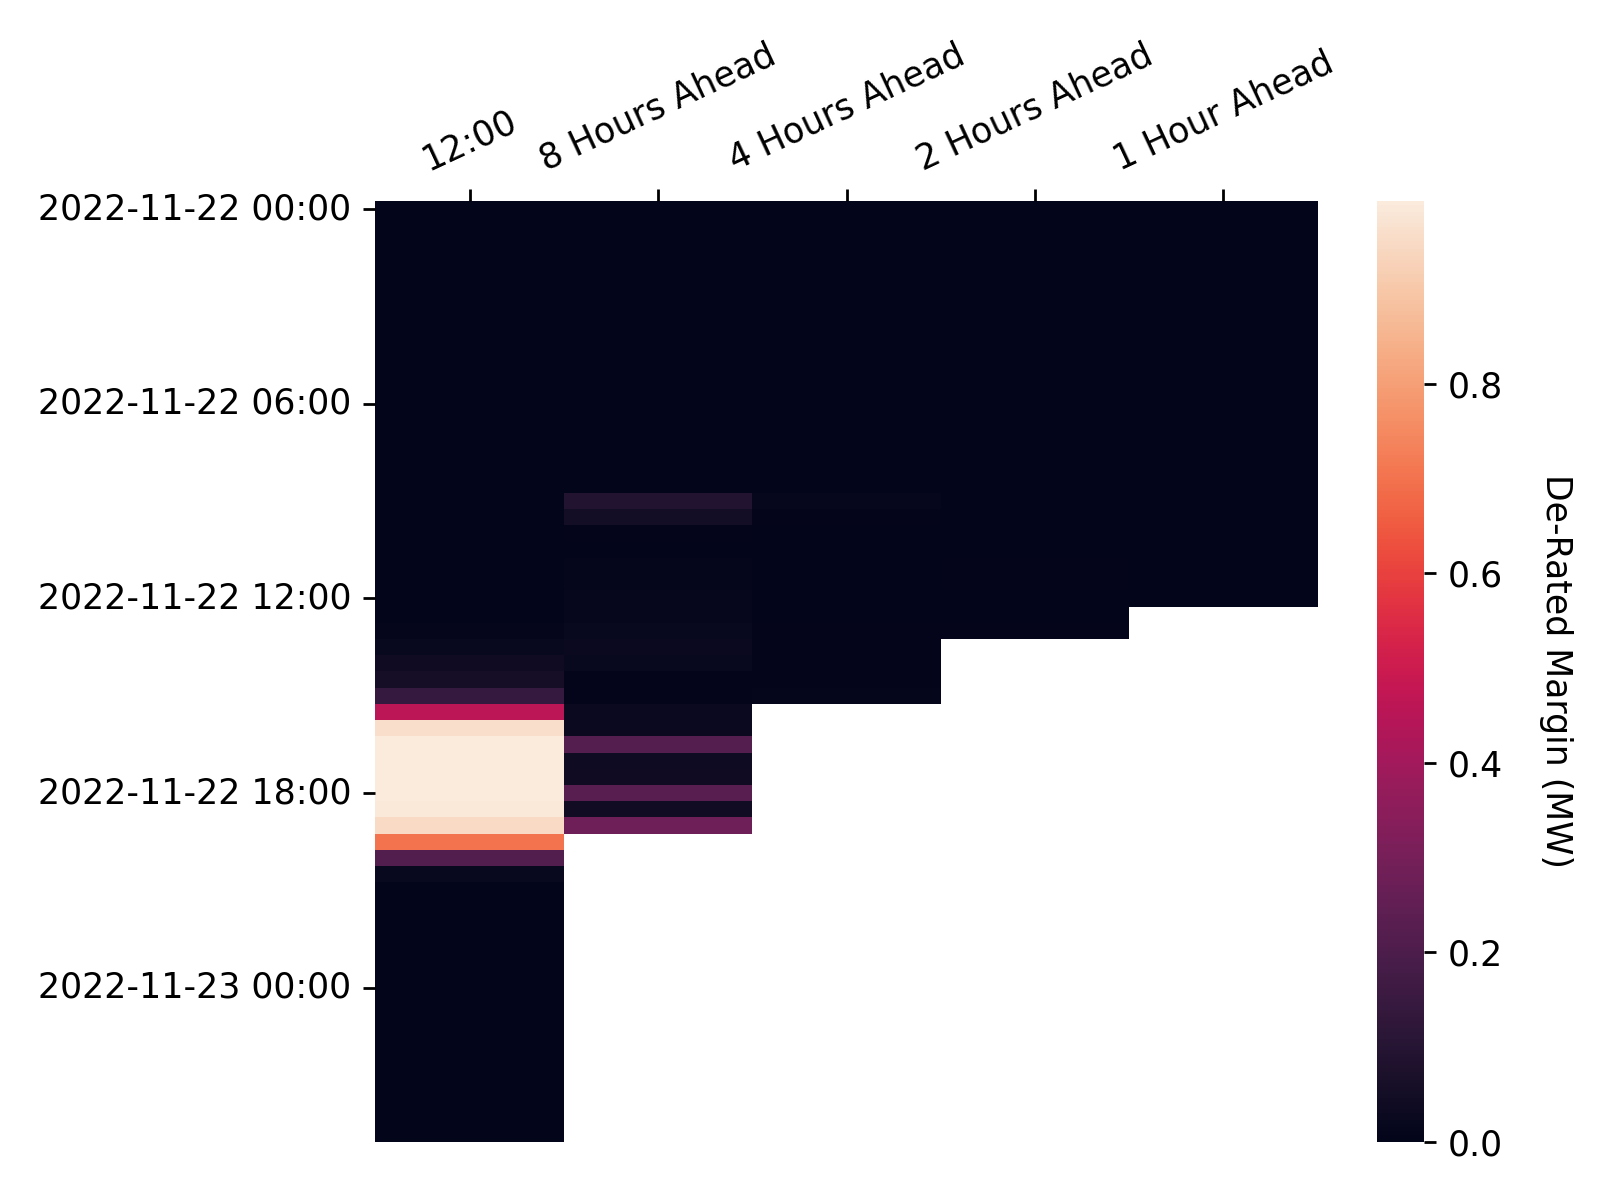 12:00
8 Hours Ahead
4 Hours Ahead
2 Hours Ahead
1 Hour Ahead
2022-11-22 00:00
2022-11-22 06:00
2022-11-22 12:00
2022-11-22 18:00
2022-11-23 00:00
0.8
0.6
0.4
0.2
0.0
De-Rated Margin (MW)